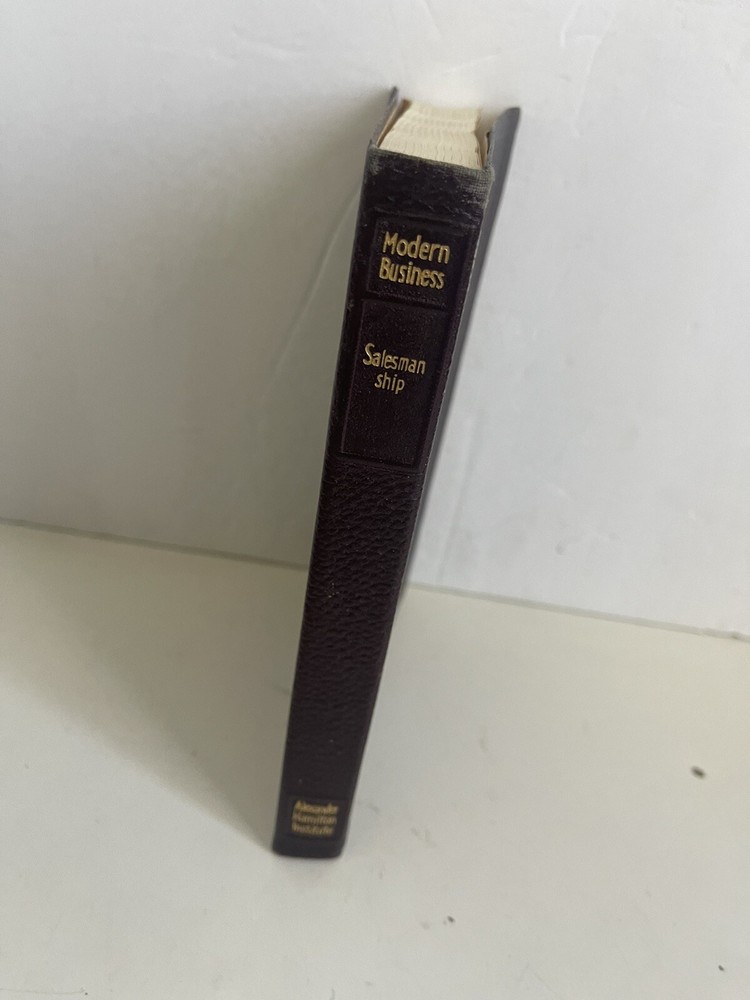 Modern
Business
Salesman
ship
Alexander
Hamilton
Institute